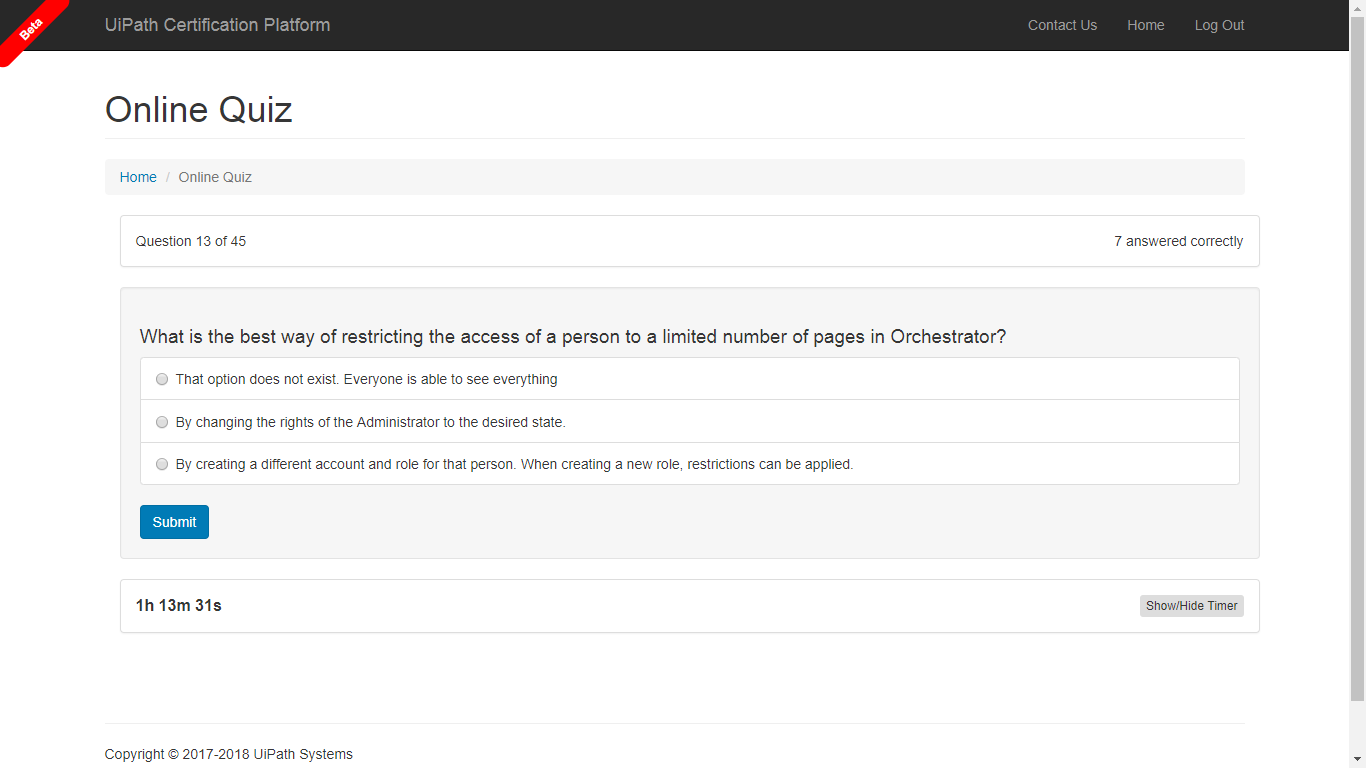 Beta
UiPath Certification Platform
Contact Us
Home
Log Out
Online Quiz
Home / Online Quiz
Question 13 of 45
7 answered correctly
What is the best way of restricting the access of a person to a limited number of pages in Orchestrator?
That option does not exist. Everyone is able to see everything
By changing the rights of the Administrator to the desired state.
By creating a different account and role for that person. When creating a new role, restrictions can be applied.
Submit
1h 13m 31s
Show/Hide Timer
Copyright © 2017-2018 UiPath Systems